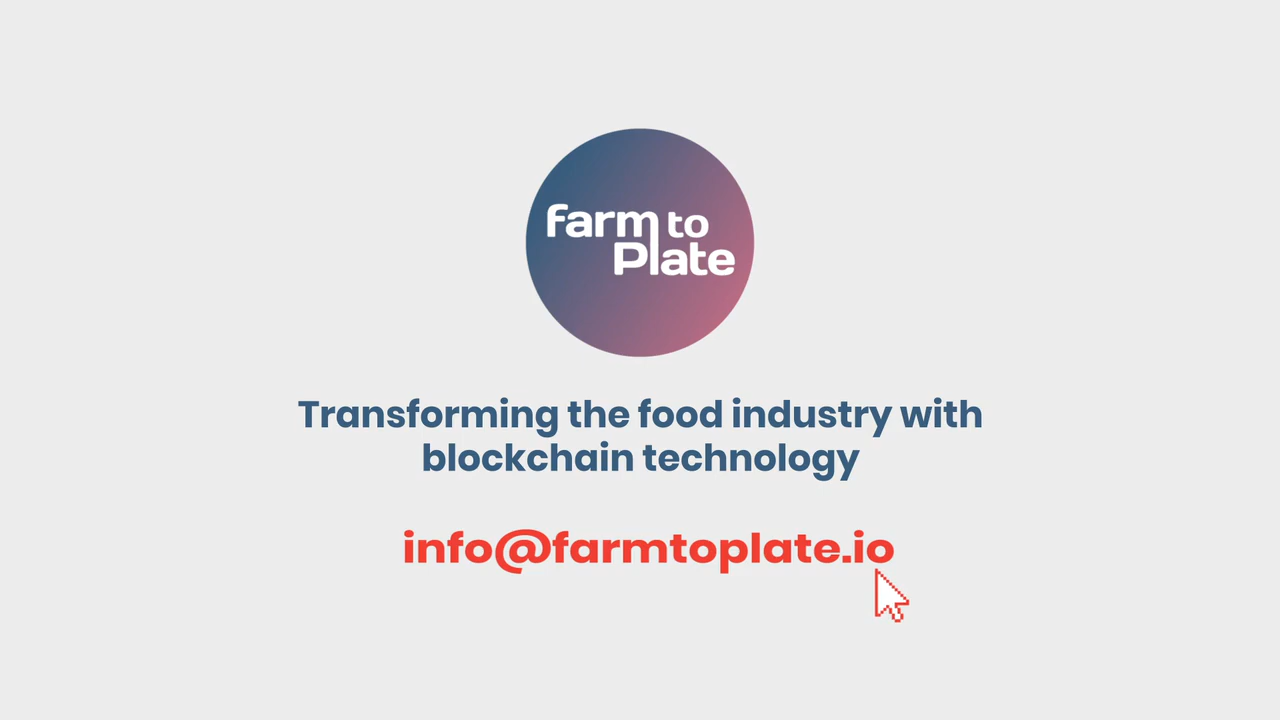 farm to
Plate
Transforming the food industry with
blockchain technology
info@farmtoplate.io